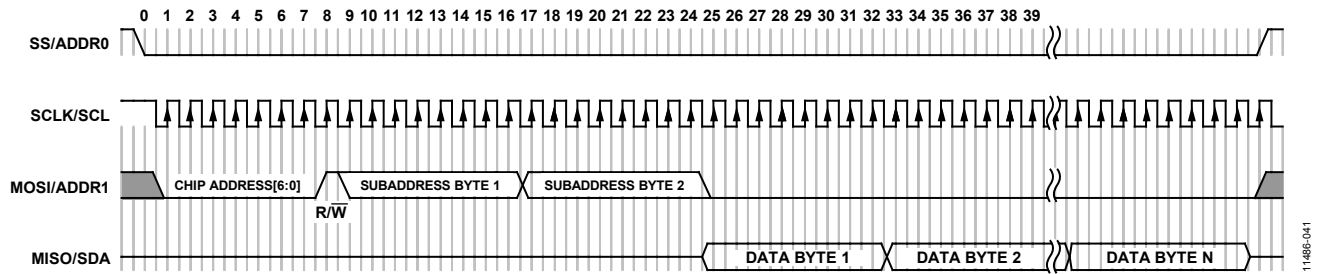 0 1 2 3 4 5 6 7 8 9 10 11 12 13 14 15 16 17 18 19 20 21 22 23 24 25 26 27 28 29 30 31 32 33 34 35 36 37 38 39
SS/ADDR0
SCLK/SCL
MOSI/ADDR1 CHIP ADDRESS[6:0] SUBADDRESS BYTE 1 SUBADDRESS BYTE 2
R/W̅
MISO/SDA DATA BYTE 1 DATA BYTE 2 DATA BYTE N
11486-041